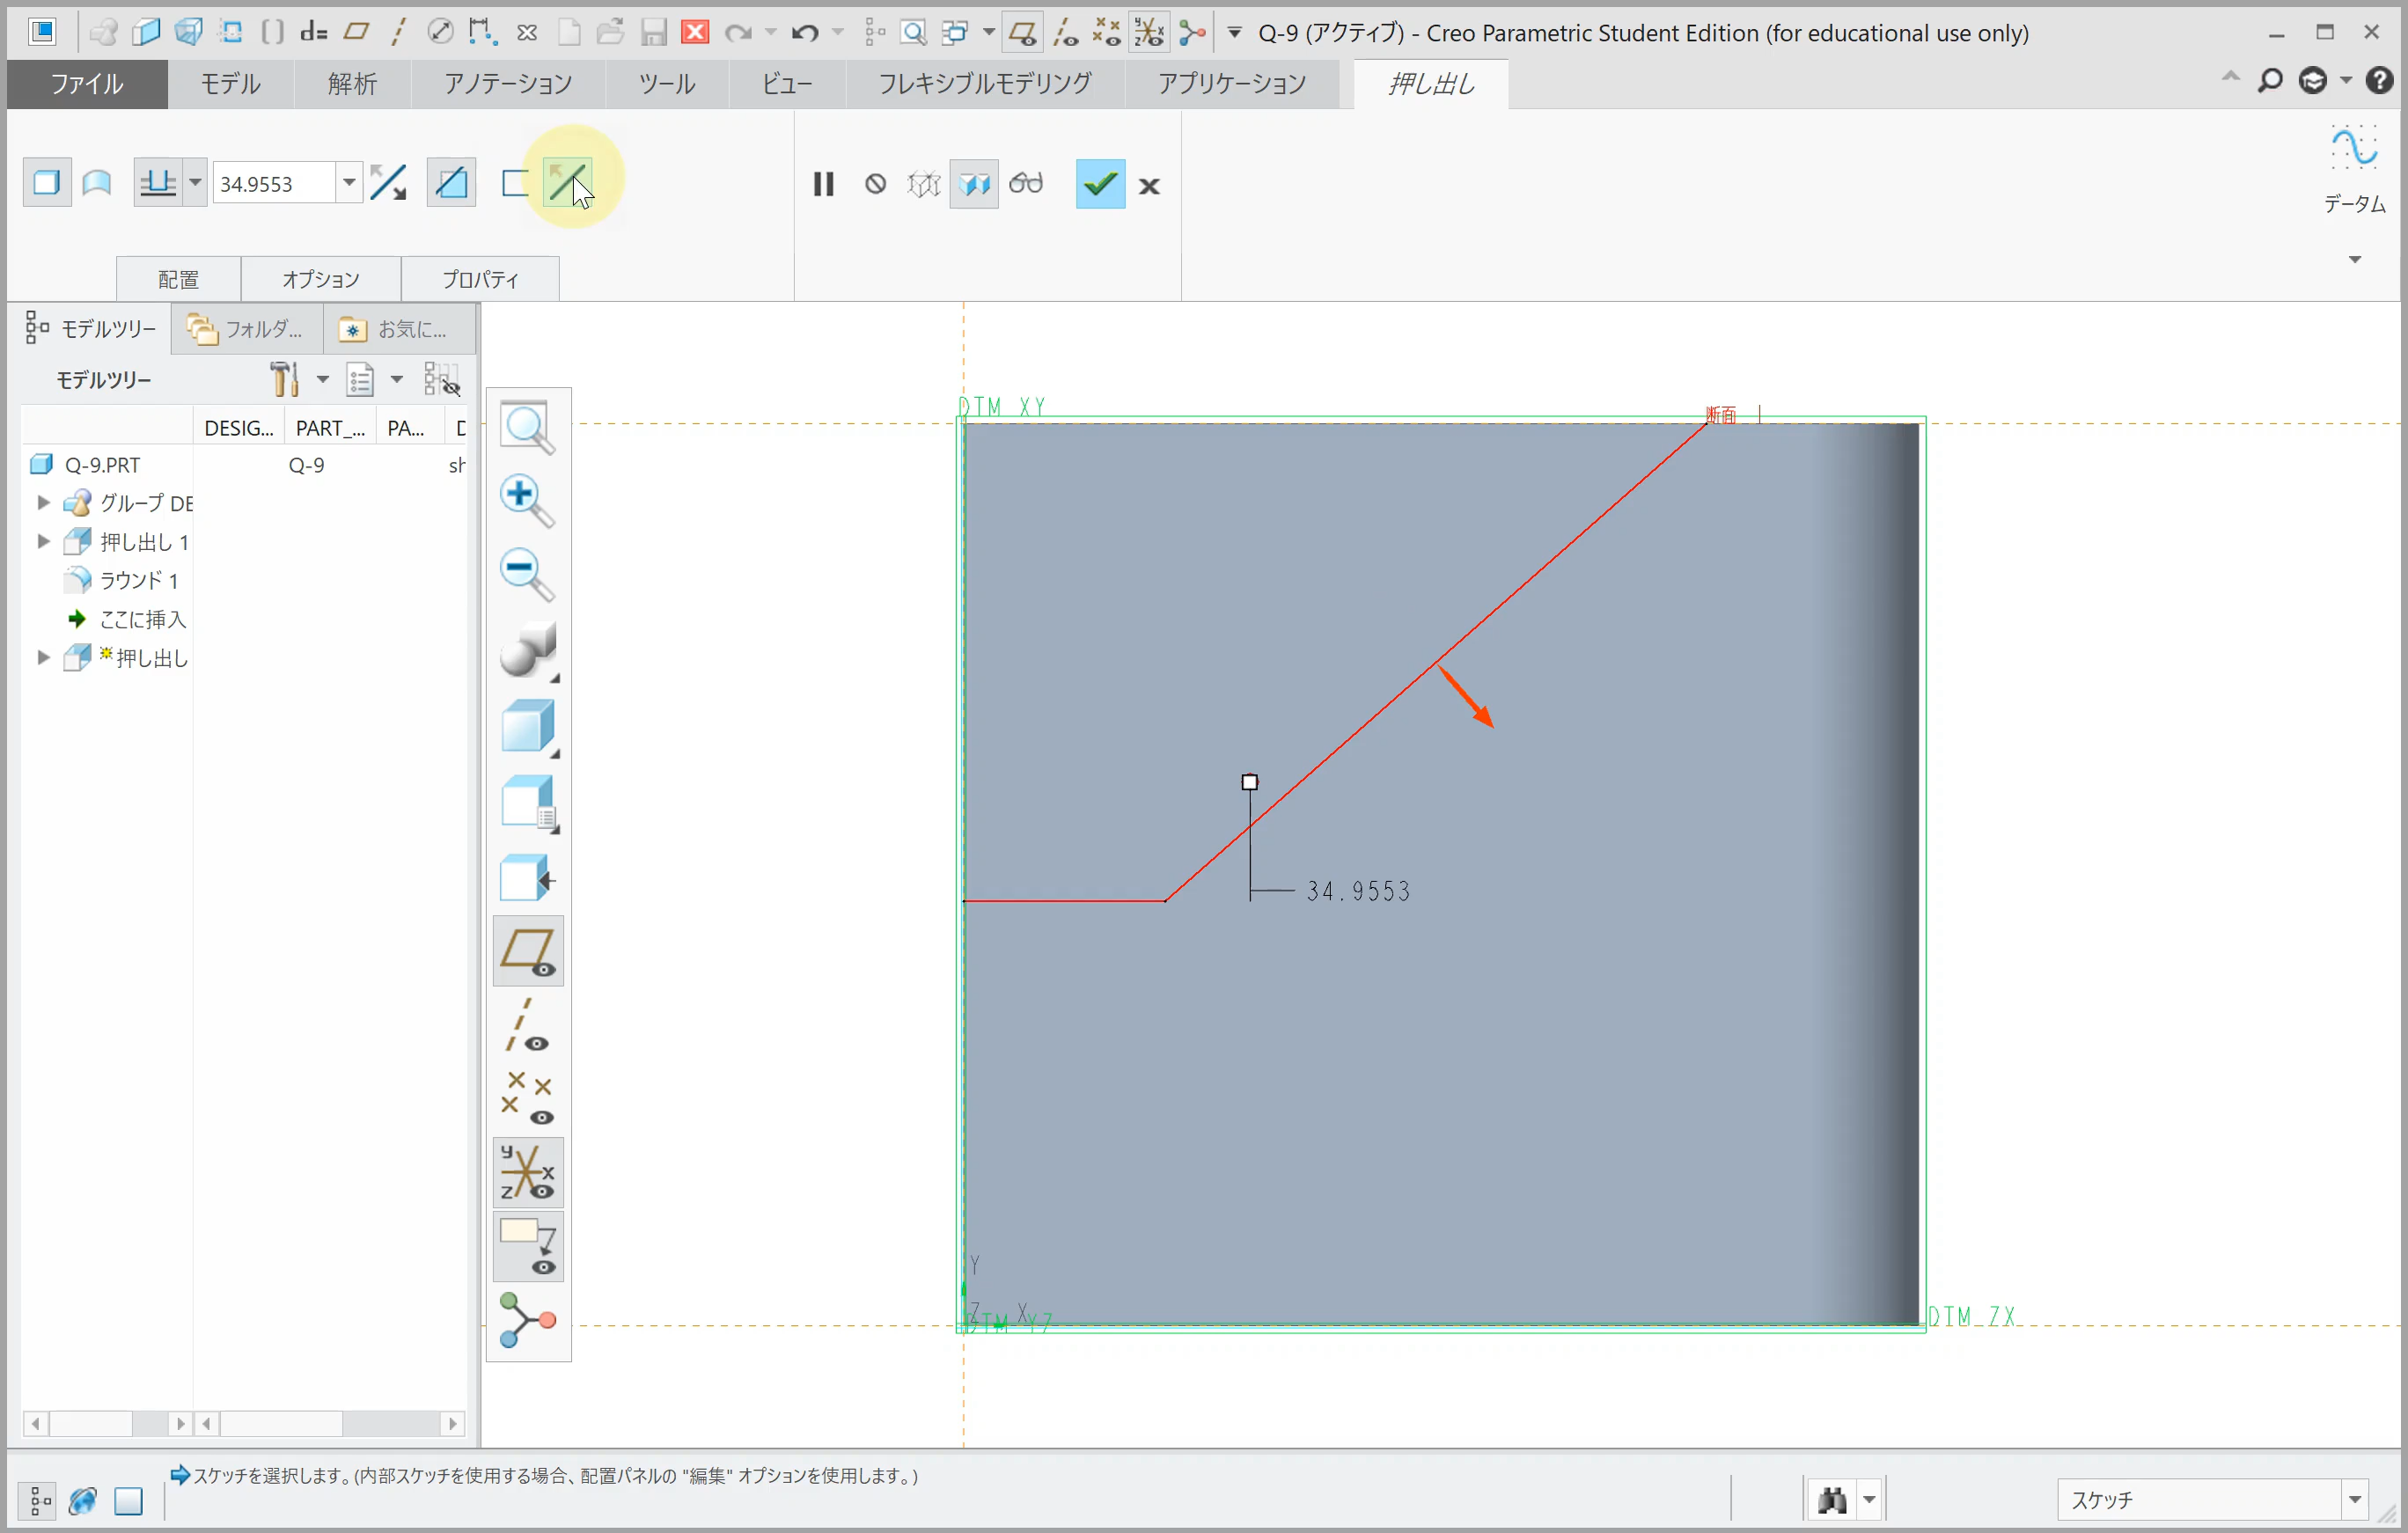 d=
Q-9 (アクティブ) - Creo Parametric Student Edition (for educational use only)
ファイル
モデル
解析
アノテーション
ツール
ビュー
フレキシブルモデリング
アプリケーション
押し出し
34.9553
データム
配置
オプション
プロパティ
モデルツリー
フォルダ...
お気に...
モデルツリー
DESIG...
PART_...
PA...
Q-9.PRT
Q-9
グループ DE
押し出し 1
ラウンド 1
ここに挿入
押し出し
DTM XY
断面 1
34.9553
Y
Z
X
DTM YZ
DTM ZX
スケッチを選択します。(内部スケッチを使用する場合、配置パネルの "編集" オプションを使用します。)
スケッチ